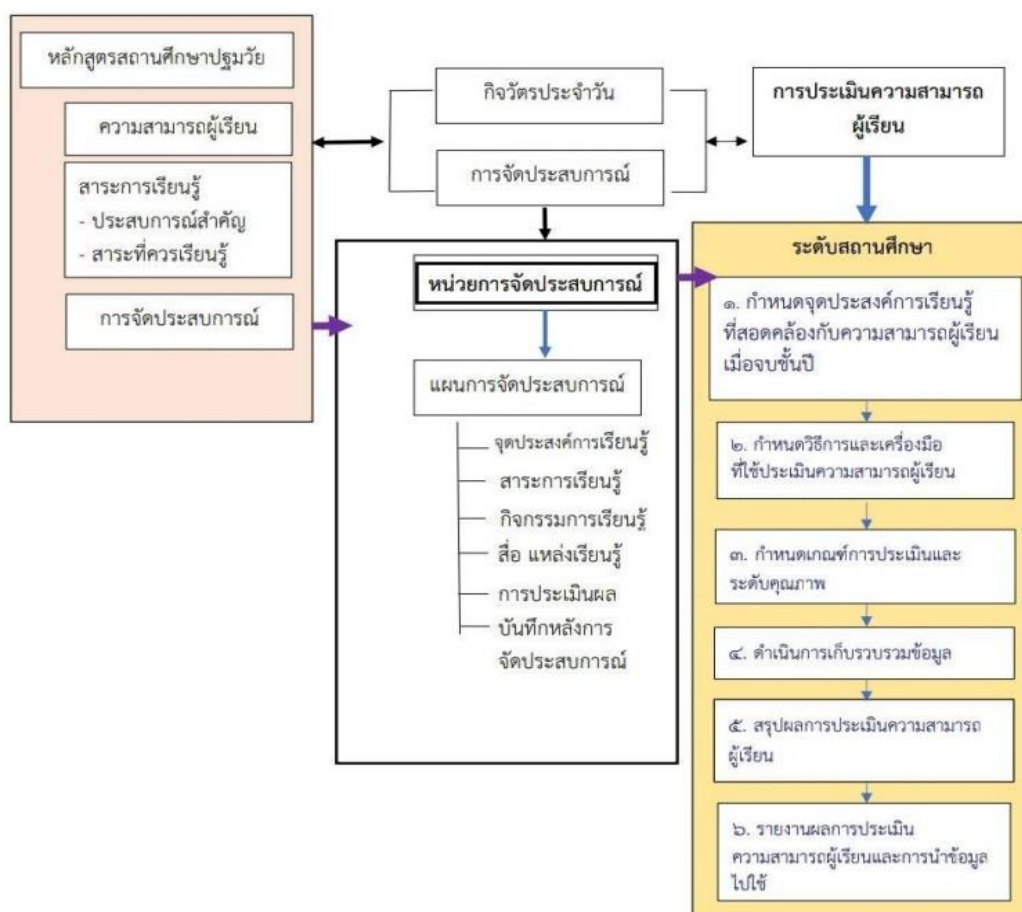 หลักสูตรสถานศึกษาปฐมวัย
ความสามารถผู้เรียน
สาระการเรียนรู้
- ประสบการณ์สำคัญ
- สาระที่ควรเรียนรู้
การจัดประสบการณ์
กิจวัตรประจำวัน
การจัดประสบการณ์
หน่วยการจัดประสบการณ์
แผนการจัดประสบการณ์
จุดประสงค์การเรียนรู้
สาระการเรียนรู้
กิจกรรมการเรียนรู้
สื่อ แหล่งเรียนรู้
การประเมินผล
บันทึกหลังการ
จัดประสบการณ์
การประเมินความสามารถ
ผู้เรียน
ระดับสถานศึกษา
๑. กำหนดจุดประสงค์การเรียนรู้
ที่สอดคล้องกับความสามารถผู้เรียน
เมื่อจบชั้นปี
๒. กำหนดวิธีการและเครื่องมือ
ที่ใช้ประเมินความสามารถผู้เรียน
๓. กำหนดเกณฑ์การประเมินและ
ระดับคุณภาพ
๔. ดำเนินการเก็บรวบรวมข้อมูล
๕. สรุปผลการประเมินความสามารถ
ผู้เรียน
๖. รายงานผลการประเมิน
ความสามารถผู้เรียนและการนำข้อมูล
ไปใช้